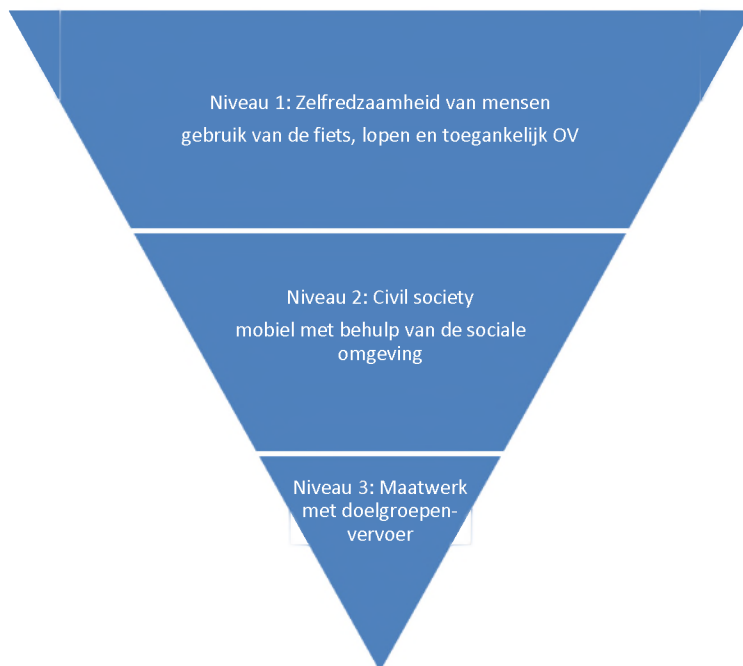 Niveau 1: Zelfredzaamheid van mensen
gebruik van de fiets, lopen en toegankelijk OV
Niveau 2: Civil society
mobiel met behulp van de sociale
omgeving
Niveau 3: Maatwerk
met doelgroepen-
vervoer